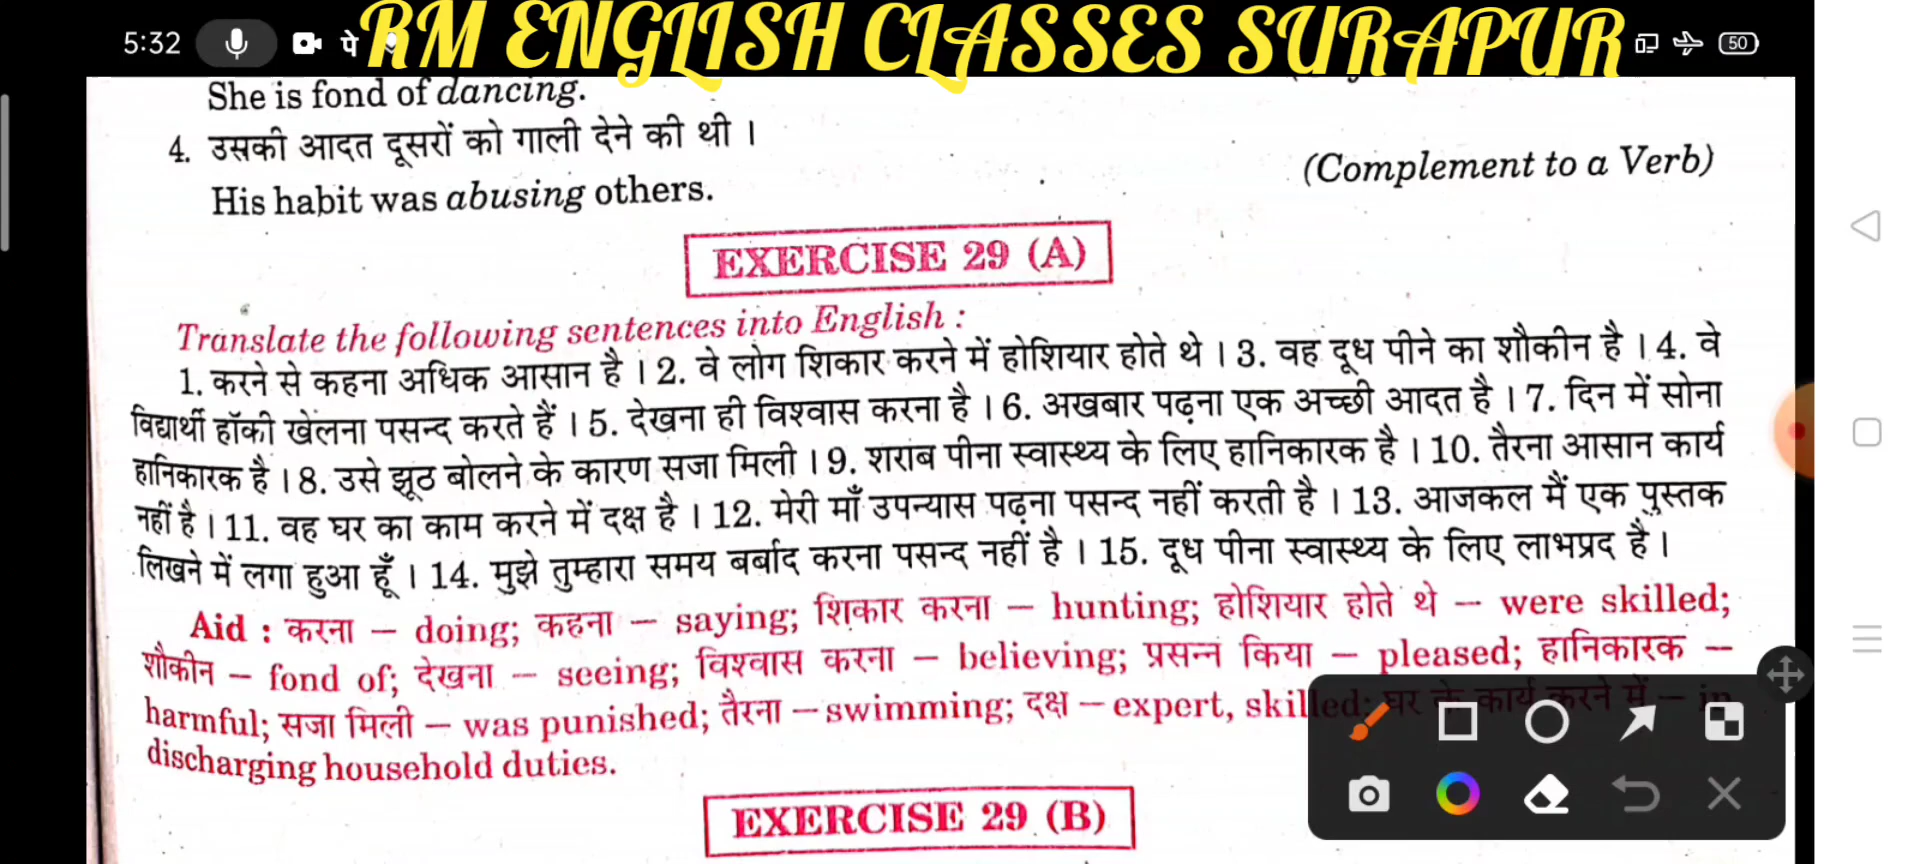 5:32 पे RM ENGLISH CLASSES SURAPUR 50
She is fond of dancing.
4. उसकी आदत दूसरों को गाली देने की थी ।
His habit was abusing others. (Complement to a Verb)
EXERCISE 29 (A)
Translate the following sentences into English :
1. करने से कहना अधिक आसान है । 2. वे लोग शिकार करने में होशियार होते थे । 3. वह दूध पीने का शौकीन है । 4. वे
विद्यार्थी हॉकी खेलना पसन्द करते हैं । 5. देखना ही विश्वास करना है । 6. अखबार पढ़ना एक अच्छी आदत है । 7. दिन में सोना
हानिकारक है । 8. उसे झूठ बोलने के कारण सजा मिली । 9. शराब पीना स्वास्थ्य के लिए हानिकारक है । 10. तैरना आसान कार्य
नहीं है । 11. वह घर का काम करने में दक्ष है । 12. मेरी माँ उपन्यास पढ़ना पसन्द नहीं करती है । 13. आजकल मैं एक पुस्तक
लिखने में लगा हुआ हूँ । 14. मुझे तुम्हारा समय बर्बाद करना पसन्द नहीं है । 15. दूध पीना स्वास्थ्य के लिए लाभप्रद है ।
Aid : करना – doing; कहना – saying; शिकार करना – hunting; होशियार होते थे – were skilled;
शौकीन – fond of; देखना – seeing; विश्वास करना – believing; प्रसन्न किया – pleased; हानिकारक –
harmful; सजा मिली – was punished; तैरना – swimming; दक्ष – expert, skilled; घर के कार्य करने में – in
discharging household duties.
EXERCISE 29 (B)